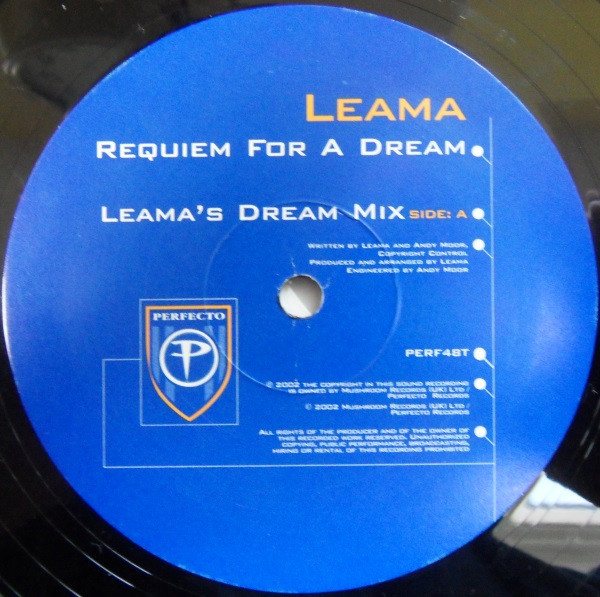 LEAMA
REQUIEM FOR A DREAM
LEAMA'S DREAM MIX SIDE: A
WRITTEN BY LEAMA AND ANDY MOOR,
COPYRIGHT CONTROL
PRODUCED AND ARRANGED BY LEAMA
ENGINEERED BY ANDY MOOR
PERFECTO
P
PERF48T
© 2002 THE COPYRIGHT IN THIS SOUND RECORDING
IS OWNED BY MUSHROOM RECORDS (UK) LTD /
PERFECTO RECORDS
© 2002 MUSHROOM RECORDS (UK) LTD /
PERFECTO RECORDS
ALL RIGHTS OF THE PRODUCER AND OF THE OWNER OF
THIS RECORDED WORK RESERVED. UNAUTHORIZED
COPYING, PUBLIC PERFORMANCE, BROADCASTING,
HIRING OR RENTAL OF THIS RECORDING PROHIBITED